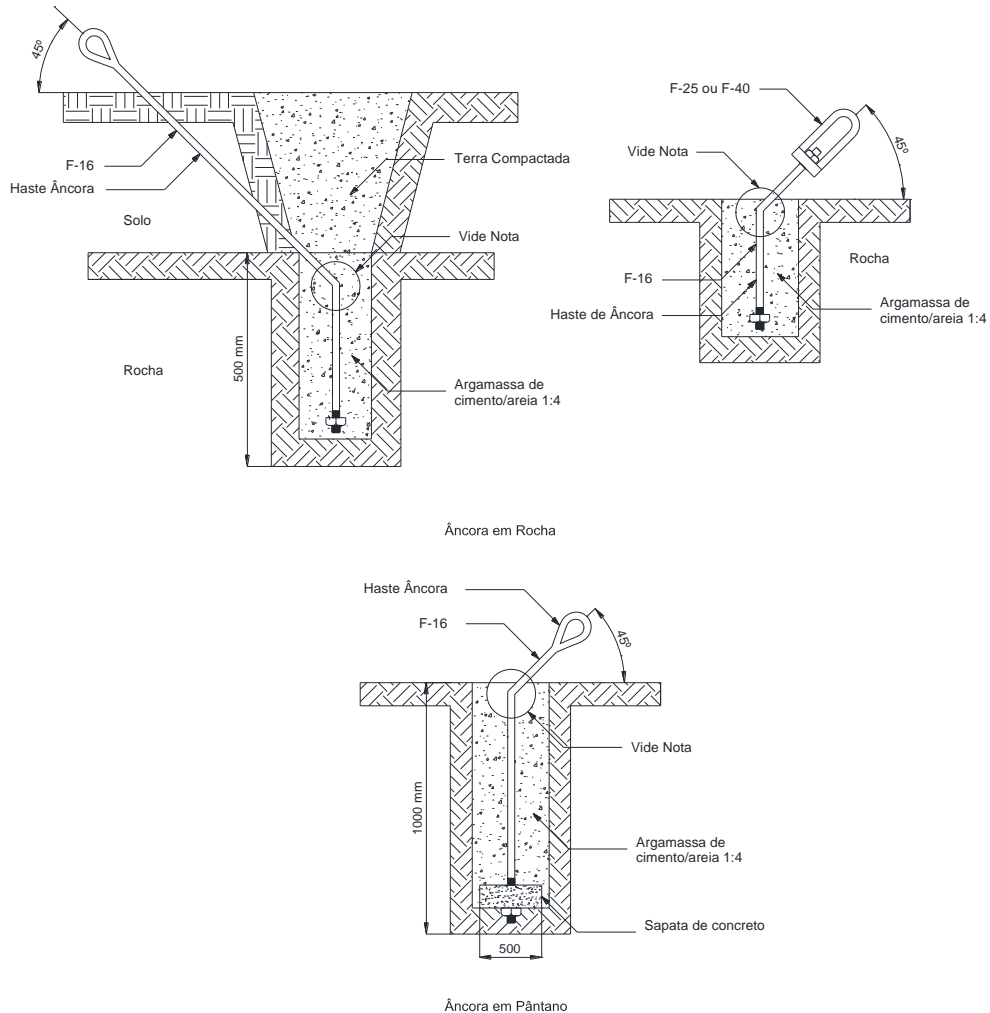 45º
F-16
Haste Âncora
Solo
Terra Compactada
Vide Nota
Rocha
500 mm
Argamassa de
cimento/areia 1:4
F-25 ou F-40
Vide Nota
45º
F-16
Haste de Âncora
Rocha
Argamassa de
cimento/areia 1:4
Âncora em Rocha
Haste Âncora
F-16
45º
Vide Nota
1000 mm
Argamassa de
cimento/areia 1:4
Sapata de concreto
500
Âncora em Pântano